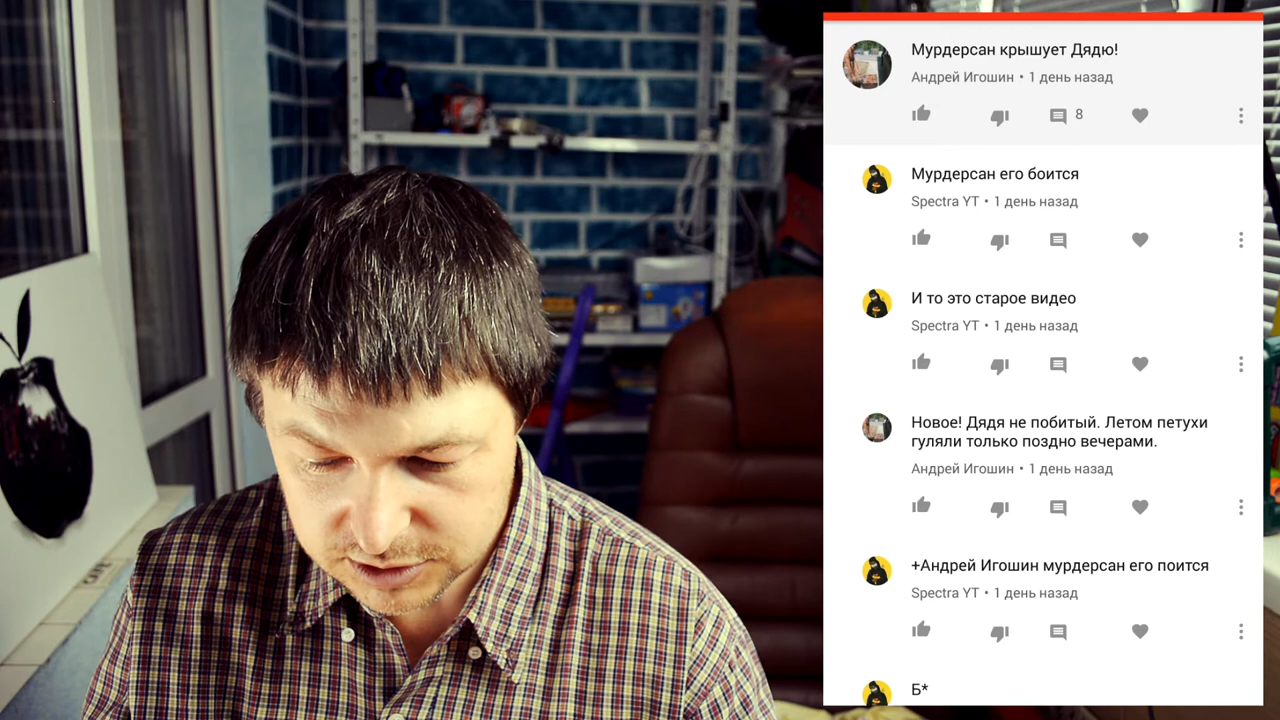 Мурдерсан крышует Дядю!
Андрей Игошин • 1 день назад
8
Мурдерсан его боится
Spectra YT • 1 день назад
И то это старое видео
Spectra YT • 1 день назад
Новое! Дядя не побитый. Летом петухи
гуляли только поздно вечерами.
Андрей Игошин • 1 день назад
+Андрей Игошин мурдерсан его поится
Spectra YT • 1 день назад
Б*
CAFE